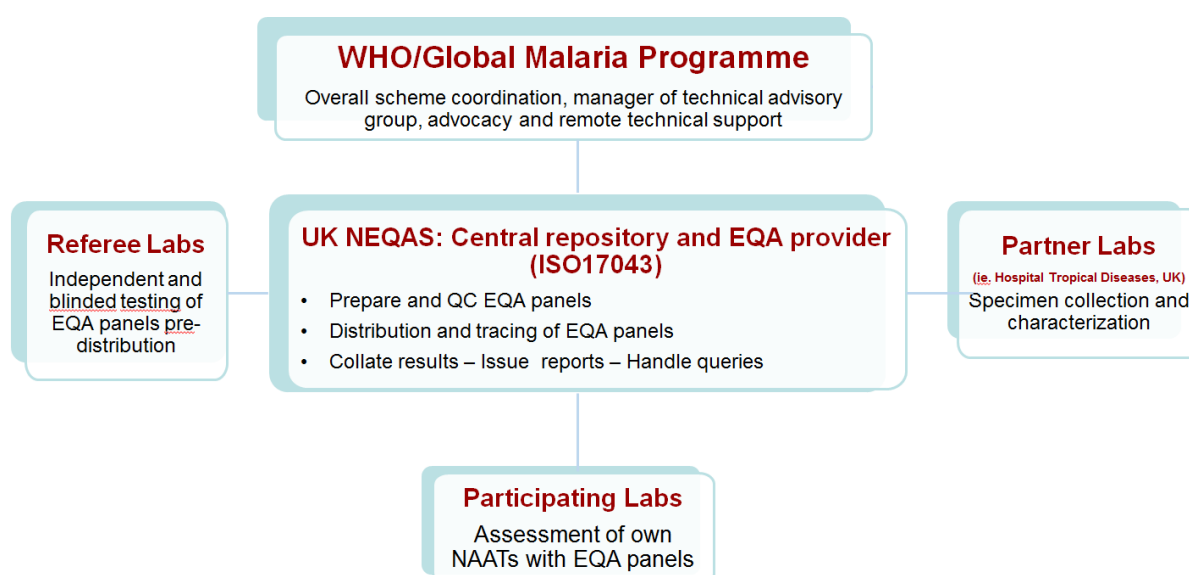 WHO/Global Malaria Programme
Overall scheme coordination, manager of technical advisory
group, advocacy and remote technical support
Referee Labs
Independent and
blinded testing of
EQA panels pre-
distribution
UK NEQAS: Central repository and EQA provider
(ISO17043)
• Prepare and QC EQA panels
• Distribution and tracing of EQA panels
• Collate results – Issue reports – Handle queries
Partner Labs
(ie. Hospital Tropical Diseases, UK)
Specimen collection and
characterization
Participating Labs
Assessment of own
NAATs with EQA panels